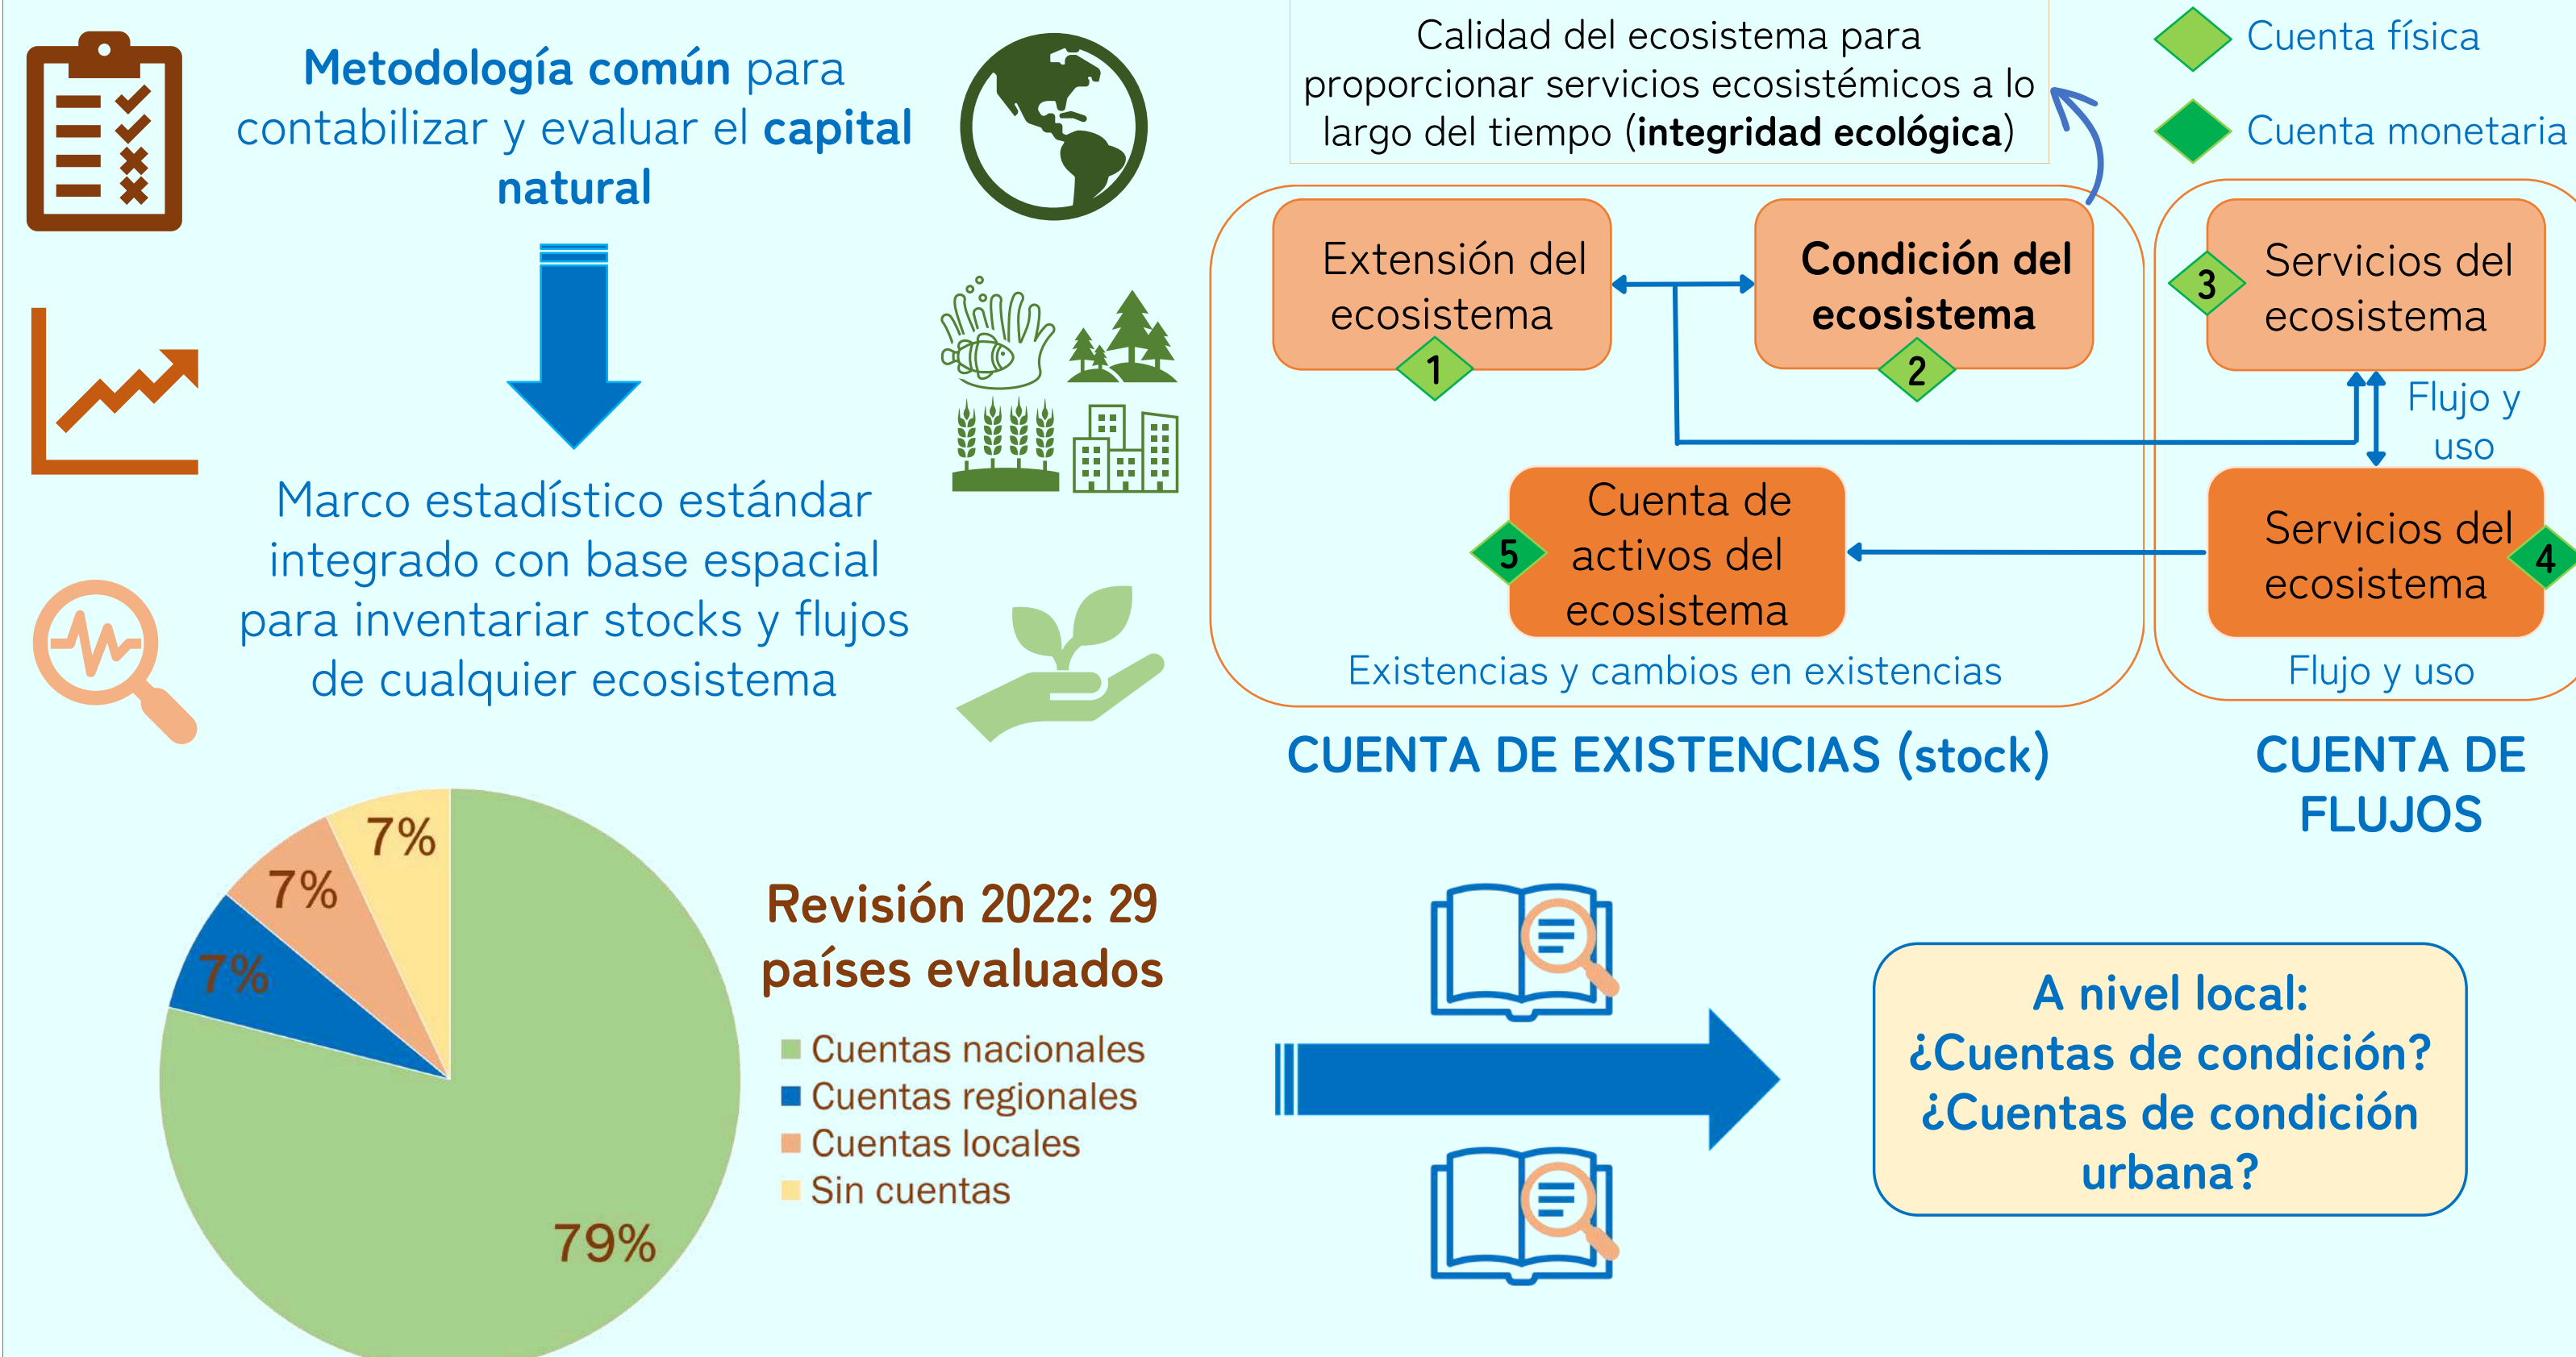 Metodología común para
contabilizar y evaluar el capital
natural
Marco estadístico estándar
integrado con base espacial
para inventariar stocks y flujos
de cualquier ecosistema
Calidad del ecosistema para
proporcionar servicios ecosistémicos a lo
largo del tiempo (integridad ecológica)
Cuenta física
Cuenta monetaria
Extensión del
ecosistema
1
Condición del
ecosistema
2
3
Servicios del
ecosistema
Flujo y
uso
5
Cuenta de
activos del
ecosistema
Servicios del
ecosistema
4
Existencias y cambios en existencias
Flujo y uso
CUENTA DE EXISTENCIAS (stock)
CUENTA DE
FLUJOS
7%
7%
7%
79%
Revisión 2022: 29
países evaluados
Cuentas nacionales
Cuentas regionales
Cuentas locales
Sin cuentas
A nivel local:
¿Cuentas de condición?
¿Cuentas de condición
urbana?